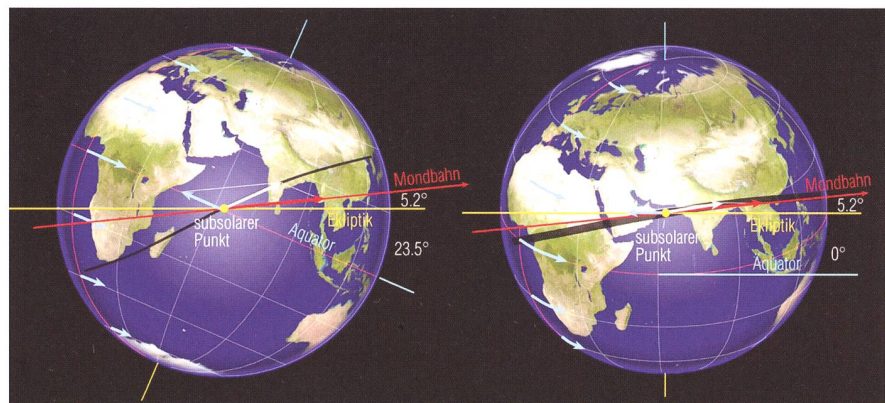 Mondbahn
5.2°
Ekliptik
subsolarer
Punkt
Äquator
23.5°
Mondbahn
5.2°
Ekliptik
subsolarer
Punkt
Äquator
0°